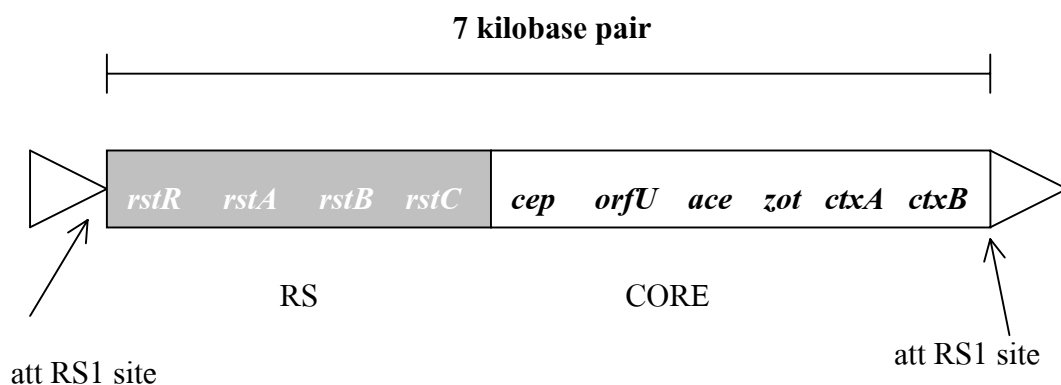 7 kilobase pair
rstR rstA rstB rstC cep orfU ace zot ctxA ctxB
RS CORE
att RS1 site att RS1 site